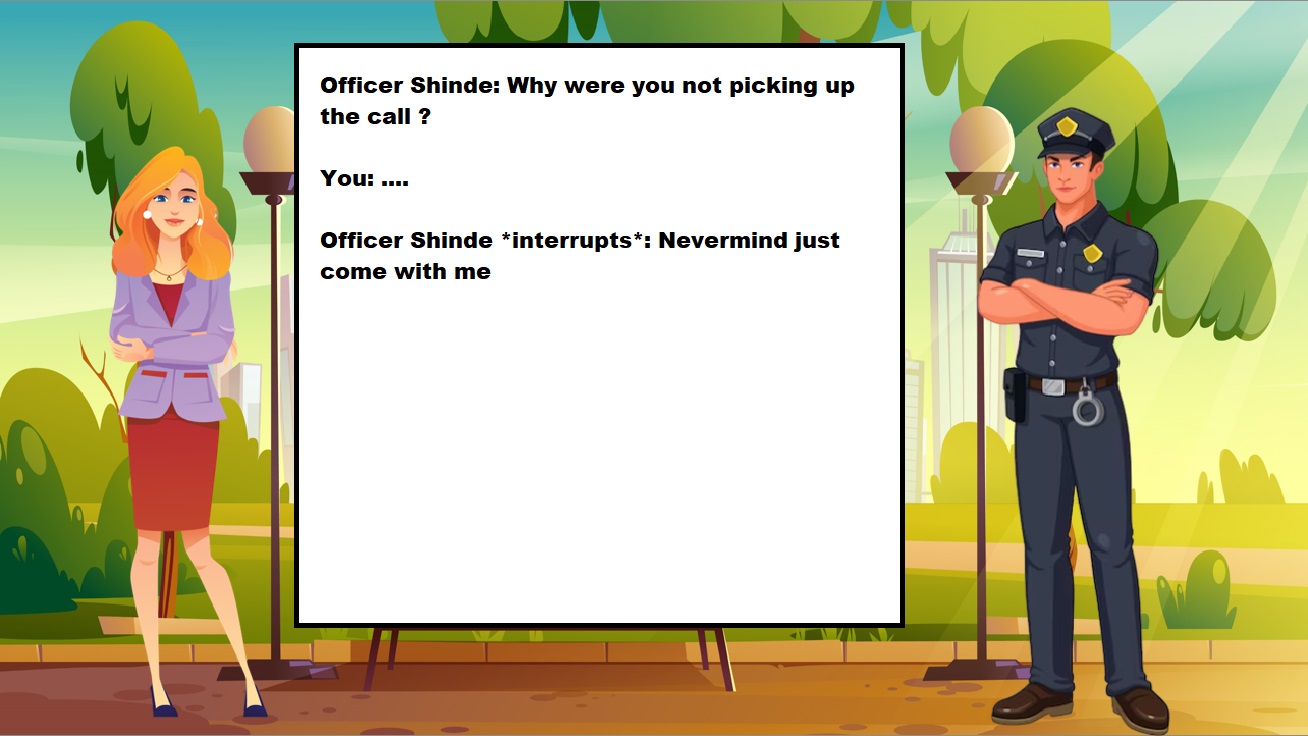 Officer Shinde: Why were you not picking up
the call ?
You: ....
Officer Shinde *interrupts*: Nevermind just
come with me